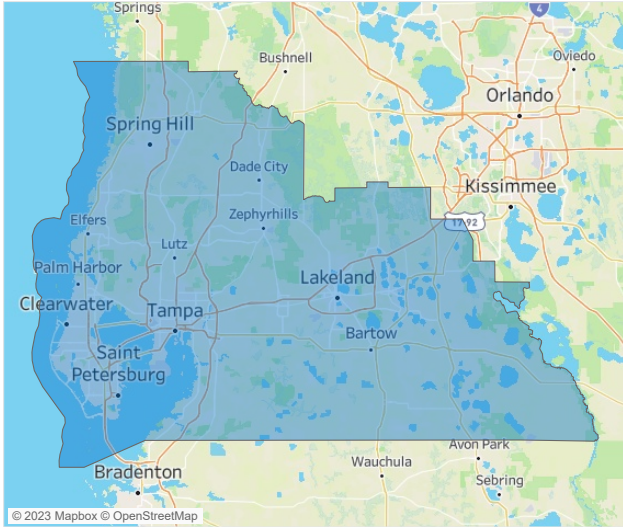 Springs
4
Bushnell
Oviedo
Orlando
Spring Hill
Dade City
Kissimmee
Elfers
Zephyrhills
17-92
Lutz
Palm Harbor
Lakeland
Clearwater
Tampa
Bartow
Saint
Petersburg
Avon Park
Wauchula
Bradenton
Sebring
© 2023 Mapbox © OpenStreetMap